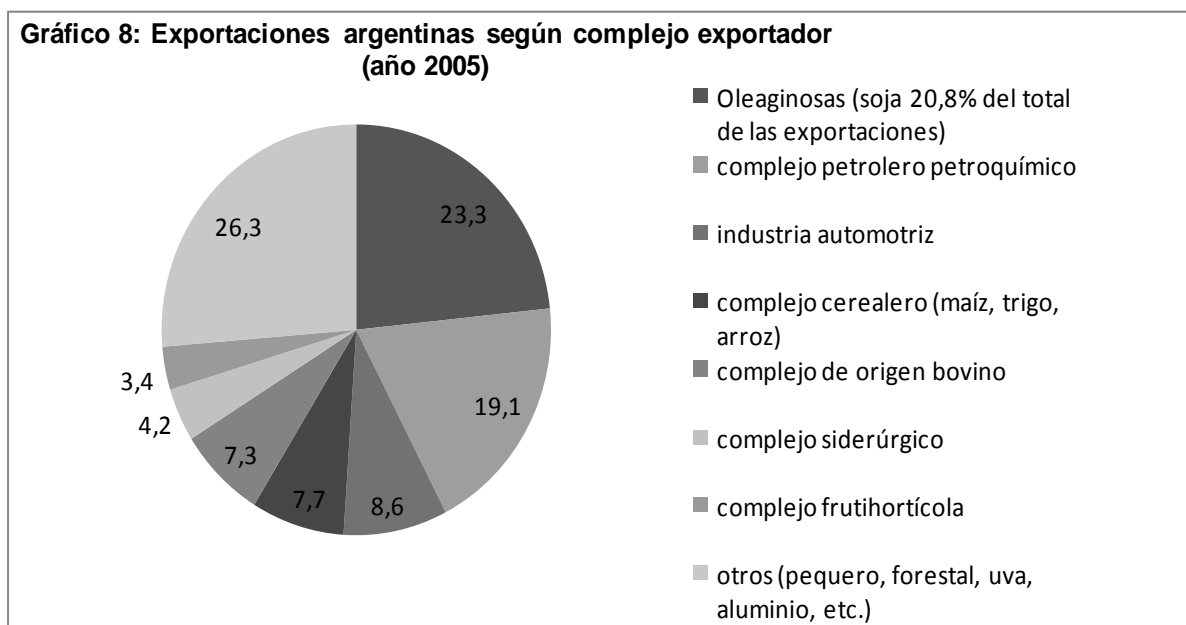 Gráfico 8: Exportaciones argentinas según complejo exportador
(año 2005)
Oleaginosas (soja 20,8% del total
de las exportaciones)
complejo petrolero petroquímico
industria automotriz
complejo cerealero (maíz, trigo,
arroz)
complejo de origen bovino
complejo siderúrgico
complejo frutihortícola
otros (pequero, forestal, uva,
aluminio, etc.)
23,3
19,1
8,6
7,7
7,3
4,2
3,4
26,3